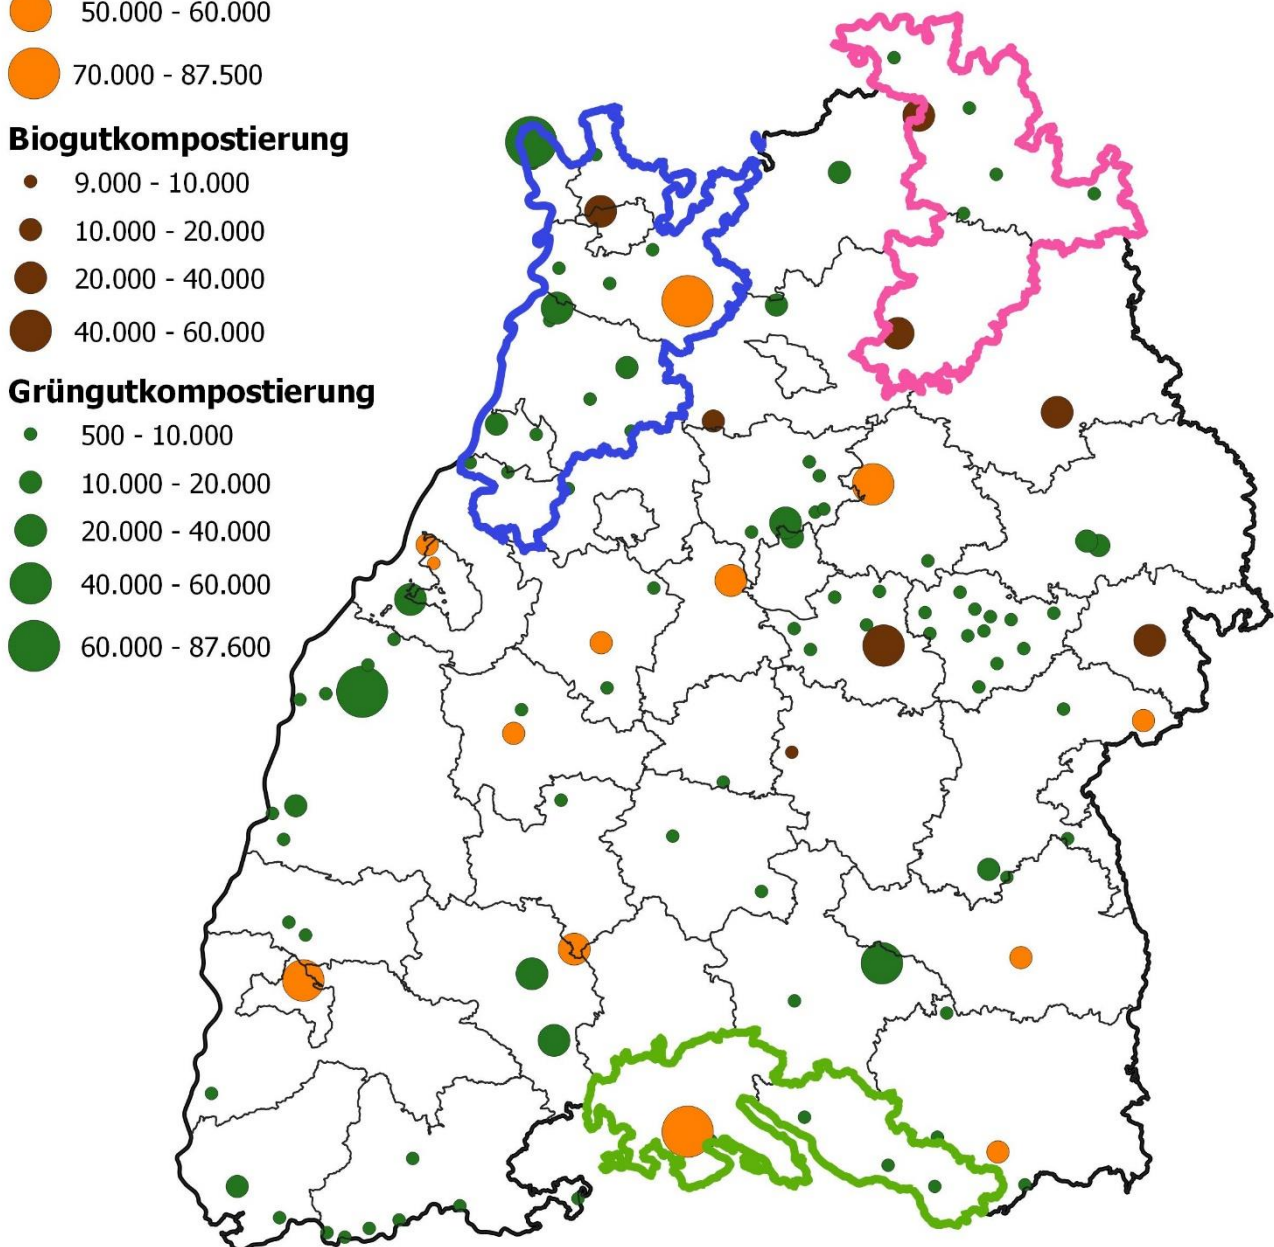 50.000 - 60.000
70.000 - 87.500
Biogutkompostierung
9.000 - 10.000
10.000 - 20.000
20.000 - 40.000
40.000 - 60.000
Grüngutkompostierung
500 - 10.000
10.000 - 20.000
20.000 - 40.000
40.000 - 60.000
60.000 - 87.600